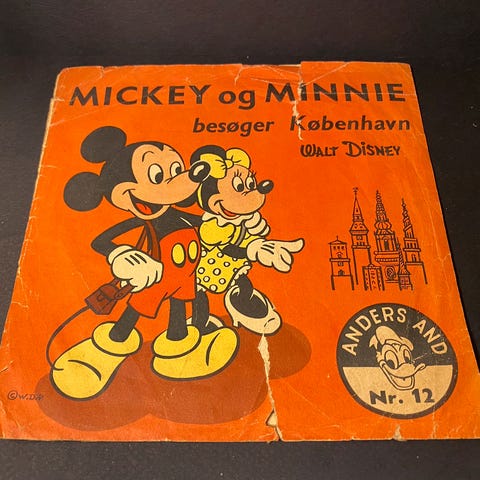 MICKEY og MINNIE
besøger København
WALT DISNEY
ANDERS AND
Nr. 12
©W.D.P.